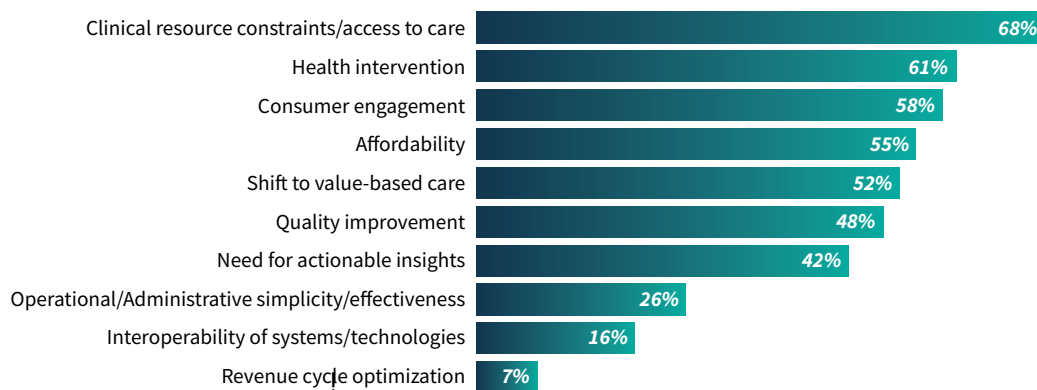 Clinical resource constraints/access to care 68%
Health intervention 61%
Consumer engagement 58%
Affordability 55%
Shift to value-based care 52%
Quality improvement 48%
Need for actionable insights 42%
Operational/Administrative simplicity/effectiveness 26%
Interoperability of systems/technologies 16%
Revenue cycle optimization 7%